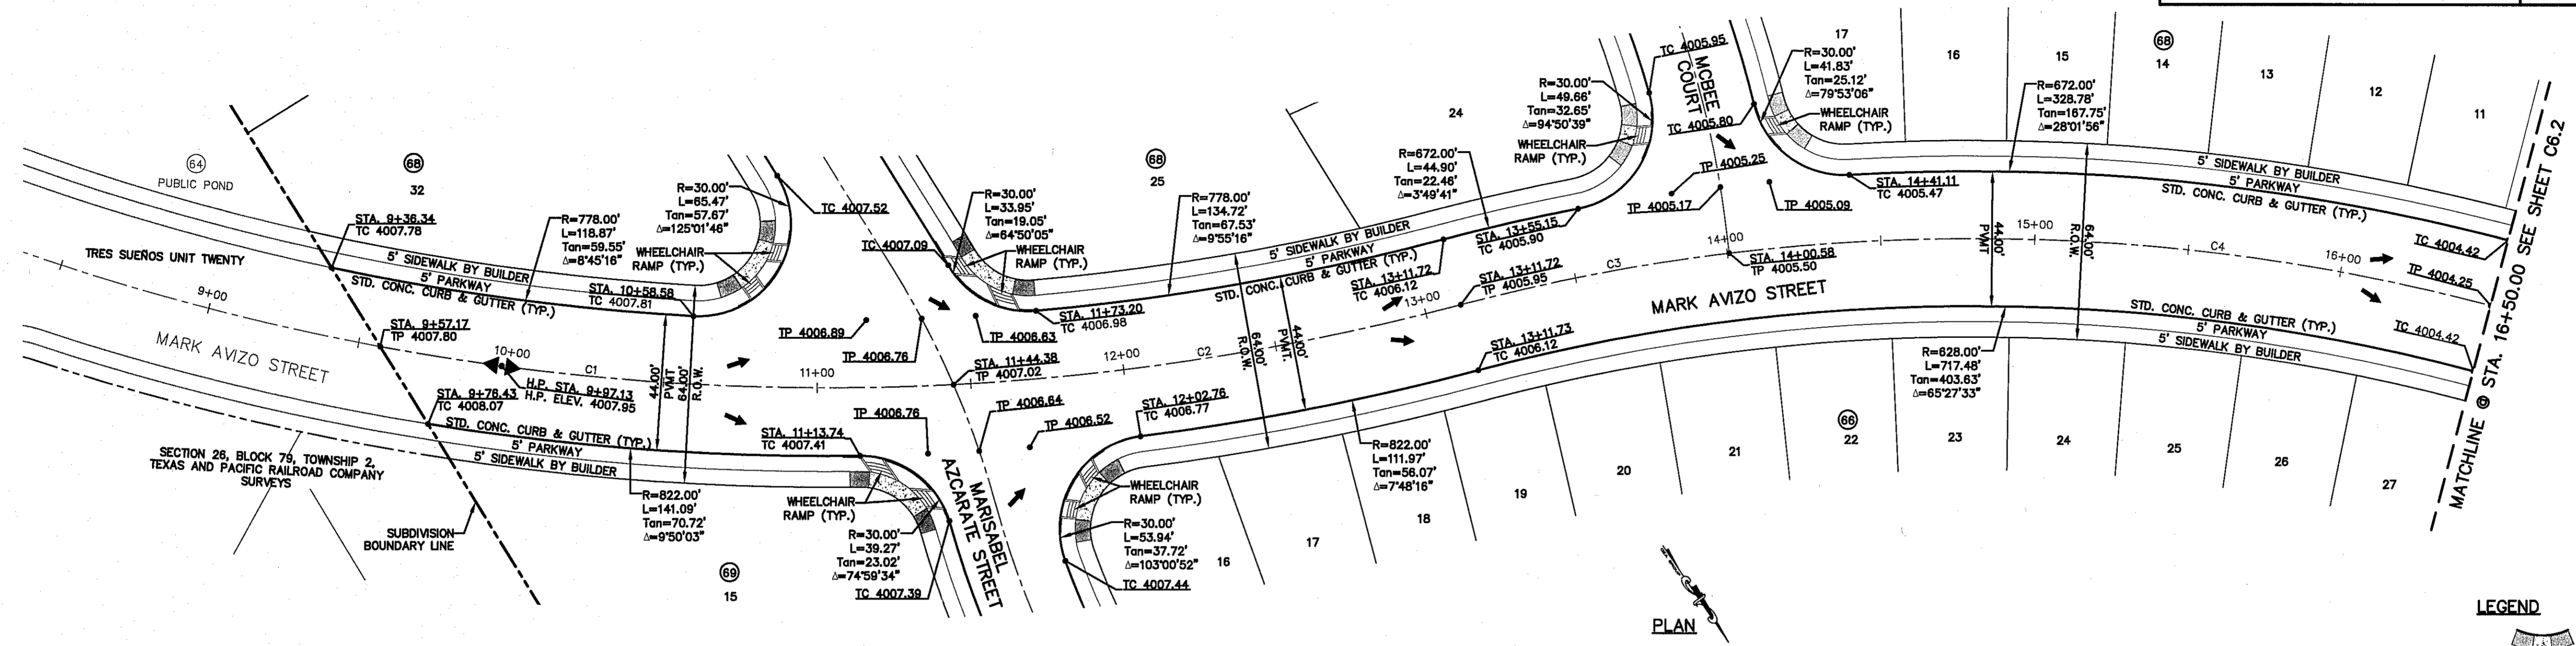 64
PUBLIC POND
68
32
STA. 9+36.34
TC 4007.78
TRES SUEÑOS UNIT TWENTY
5' SIDEWALK BY BUILDER
5' PARKWAY
STD. CONC. CURB & GUTTER (TYP.)
R=778.00'
L=118.87'
Tan=59.55'
Δ=8°45'16"
R=30.00'
L=65.47'
Tan=57.67'
Δ=125°01'46"
WHEELCHAIR
RAMP (TYP.)
STA. 10+58.58
TC 4007.81
9+00
MARK AVIZO STREET
STA. 9+57.17
TP 4007.80
10+00
H.P. STA. 9+97.13
H.P. ELEV. 4007.95
C1
STA. 9+76.43
TC 4008.07
44.00'
PVMT
64.00'
R.O.W.
STD. CONC. CURB & GUTTER (TYP.)
5' PARKWAY
5' SIDEWALK BY BUILDER
SECTION 26, BLOCK 79, TOWNSHIP 2,
TEXAS AND PACIFIC RAILROAD COMPANY
SURVEYS
SUBDIVISION
BOUNDARY LINE
R=822.00'
L=141.09'
Tan=70.72'
Δ=9°50'03"
69
15
TC 4007.52
TC 4007.09
R=30.00'
L=33.95'
Tan=19.05'
Δ=64°50'05"
WHEELCHAIR
RAMP (TYP.)
TP 4006.89
TP 4006.76
TP 4006.63
STA. 11+73.20
TC 4006.98
11+00
STA. 11+44.38
TP 4007.02
TP 4006.76
TP 4006.64
TP 4006.52
STA. 11+13.74
TC 4007.41
WHEELCHAIR
RAMP (TYP.)
R=30.00'
L=39.27'
Tan=23.02'
Δ=74°59'34"
TC 4007.39
MARISABEL
AZCARATE STREET
STA. 12+02.76
TC 4006.77
WHEELCHAIR
RAMP (TYP.)
R=30.00'
L=53.94'
Tan=37.72'
Δ=103°00'52"
TC 4007.44
68
25
R=778.00'
L=134.72'
Tan=67.53'
Δ=9°55'16"
5' SIDEWALK BY BUILDER
5' PARKWAY
STD. CONC. CURB & GUTTER (TYP.)
12+00
C2
64.00'
R.O.W.
44.00'
PVMT.
24
R=672.00'
L=44.90'
Tan=22.46'
Δ=3°49'41"
R=30.00'
L=49.66'
Tan=32.65'
Δ=94°50'39"
WHEELCHAIR
RAMP (TYP.)
STA. 13+11.72
TC 4006.12
STA. 13+55.15
TC 4005.90
13+00
STA. 13+11.72
TP 4005.95
C3
STA. 13+11.73
TC 4006.12
R=822.00'
L=111.97'
Tan=56.07'
Δ=7°48'16"
TC 4005.95
MCBEE
COURT
TC 4005.80
TP 4005.25
TP 4005.17
TP 4005.09
14+00
STA. 14+00.58
TP 4005.50
MARK AVIZO STREET
17
R=30.00'
L=41.83'
Tan=25.12'
Δ=79°53'06"
WHEELCHAIR
RAMP (TYP.)
STA. 14+41.11
TC 4005.47
16
15
68
14
13
12
11
R=672.00'
L=328.78'
Tan=167.75'
Δ=28°01'56"
5' SIDEWALK BY BUILDER
5' PARKWAY
STD. CONC. CURB & GUTTER (TYP.)
44.00'
PVMT
15+00
64.00'
R.O.W.
C4
16+00
TC 4004.42
TP 4004.25
TC 4004.42
STD. CONC. CURB & GUTTER (TYP.)
5' PARKWAY
5' SIDEWALK BY BUILDER
R=628.00'
L=717.48'
Tan=403.63'
Δ=65°27'33"
MATCHLINE @ STA. 16+50.00 SEE SHEET C6.2
16
17
18
19
20
21
66
22
23
24
25
26
27
PLAN
LEGEND